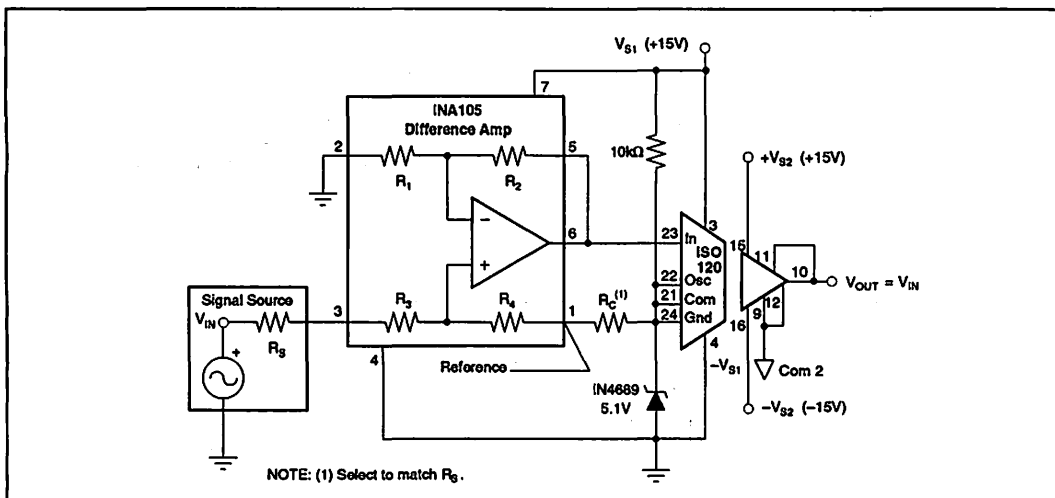 VS1 (+15V)
7
INA105
Difference Amp
2
5
R1
R2
10kΩ
+VS2 (+15V)
−
6
+
23
In
3
ISO
120
15
11
10
VOUT = VIN
22
Osc
21
Com
24
Gnd
12
9
16
4
−VS1
Com 2
Signal Source
VIN
+
RS
3
R3
R4
1
RC(1)
4
Reference
IN4689
5.1V
−VS2 (−15V)
NOTE: (1) Select to match RS.